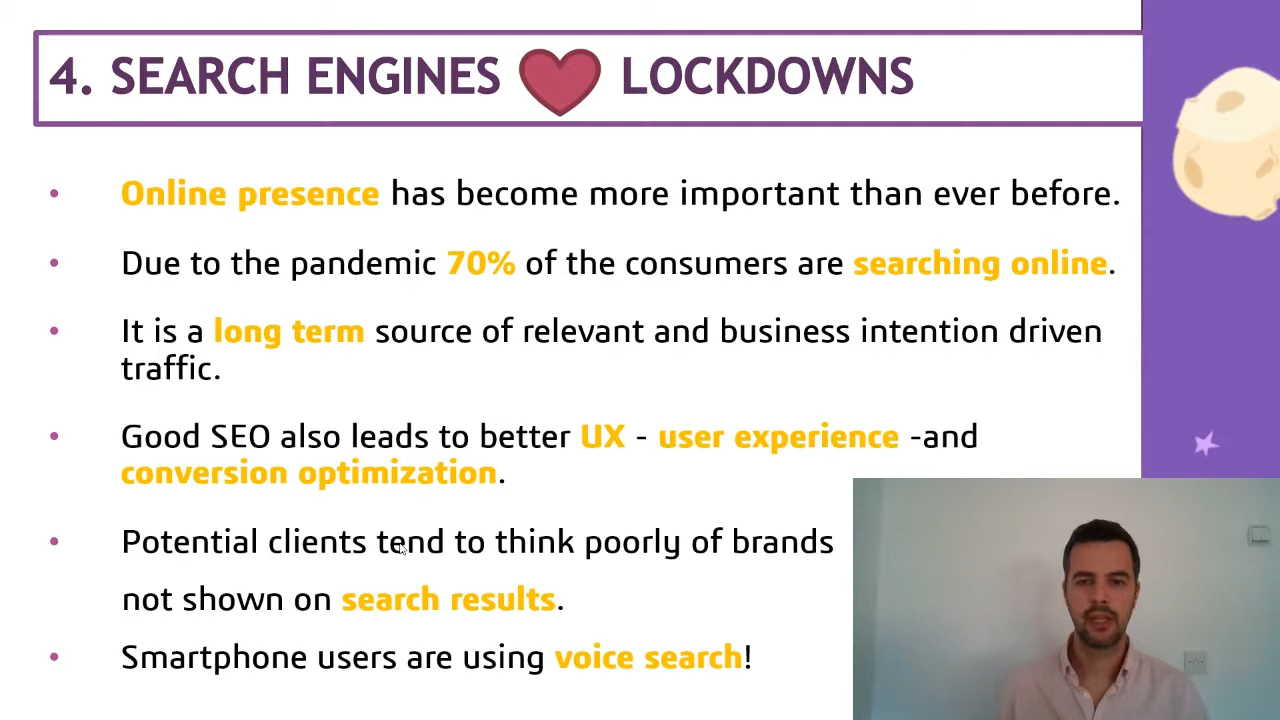 4. SEARCH ENGINES LOCKDOWNS
• Online presence has become more important than ever before.
• Due to the pandemic 70% of the consumers are searching online.
• It is a long term source of relevant and business intention driven
traffic.
• Good SEO also leads to better UX - user experience -and
conversion optimization.
• Potential clients tend to think poorly of brands
not shown on search results.
• Smartphone users are using voice search!